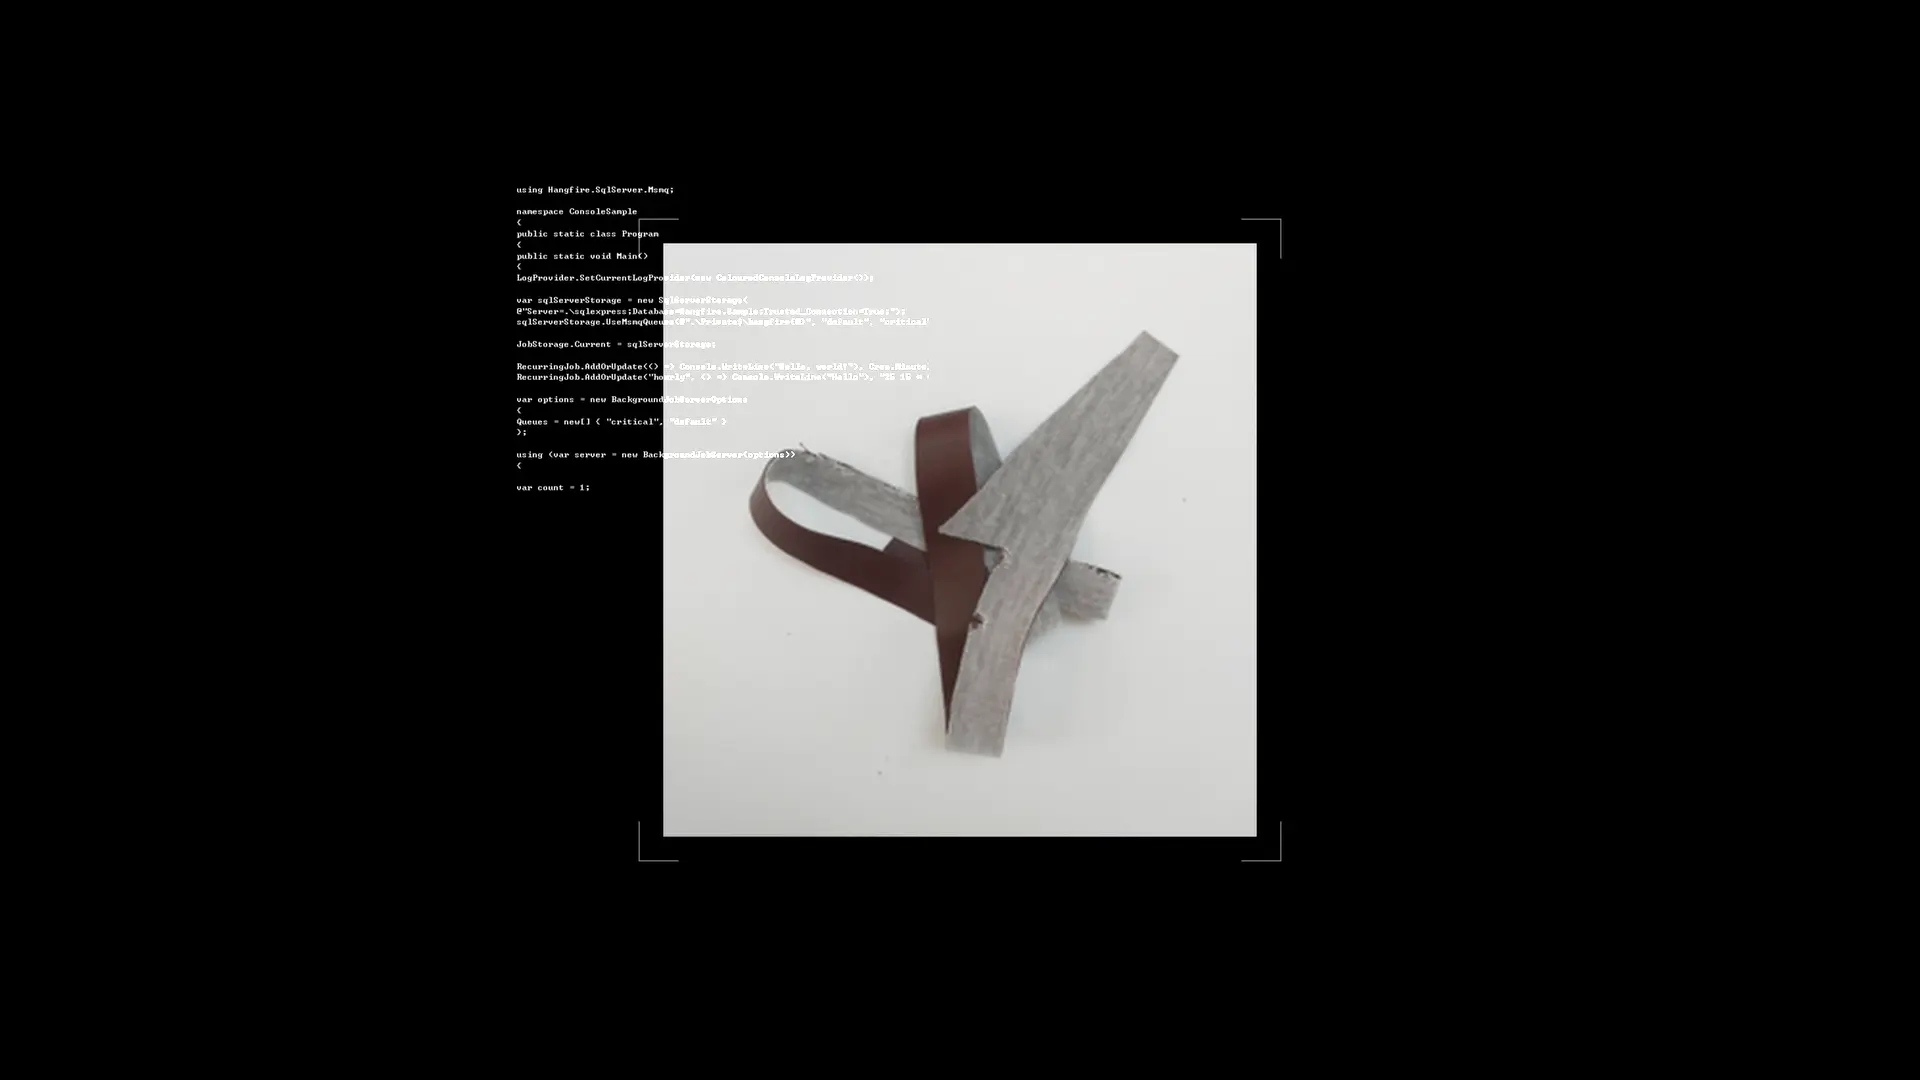 using Hangfire.SqlServer.Msmq;
namespace ConsoleSample
{
public static class Program
{
public static void Main()
{
LogProvider.SetCurrentLogProvider(new ColouredConsoleLogProvider());
var sqlServerStorage = new SqlServerStorage(
@"Server=.\sqlexpress;Database=Hangfire.Sample;Trusted_Connection=True;");
sqlServerStorage.UseMsmqQueues(@".\Private$\hangfire{0}", "default", "critical"
JobStorage.Current = sqlServerStorage;
RecurringJob.AddOrUpdate(() => Console.WriteLine("Hello, world!"), Cron.Minute
RecurringJob.AddOrUpdate("hourly", () => Console.WriteLine("Hello"), "25 15 * *
var options = new BackgroundJobServerOptions
{
Queues = new[] { "critical", "default" }
};
using (var server = new BackgroundJobServer(options))
{
var count = 1;